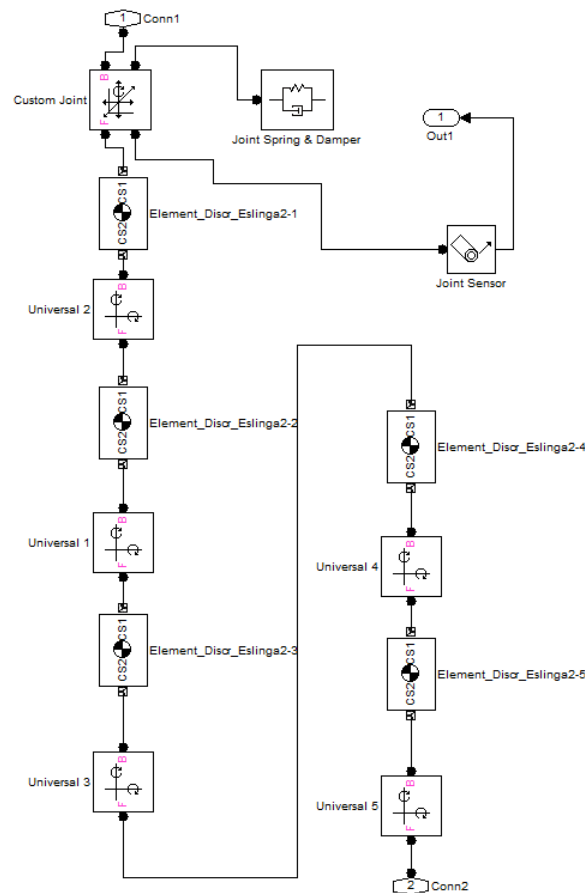 1
Conn1
B
Custom Joint
F
Joint Spring & Damper
1
Out1
CS1
CS2
Element_Discr_Eslinga2-1
Joint Sensor
B
Universal 2
F
CS1
CS2
Element_Discr_Eslinga2-2
B
Universal 1
F
CS1
CS2
Element_Discr_Eslinga2-3
B
Universal 3
F
CS1
CS2
Element_Discr_Eslinga2-4
B
Universal 4
F
CS1
CS2
Element_Discr_Eslinga2-5
B
Universal 5
F
2
Conn2